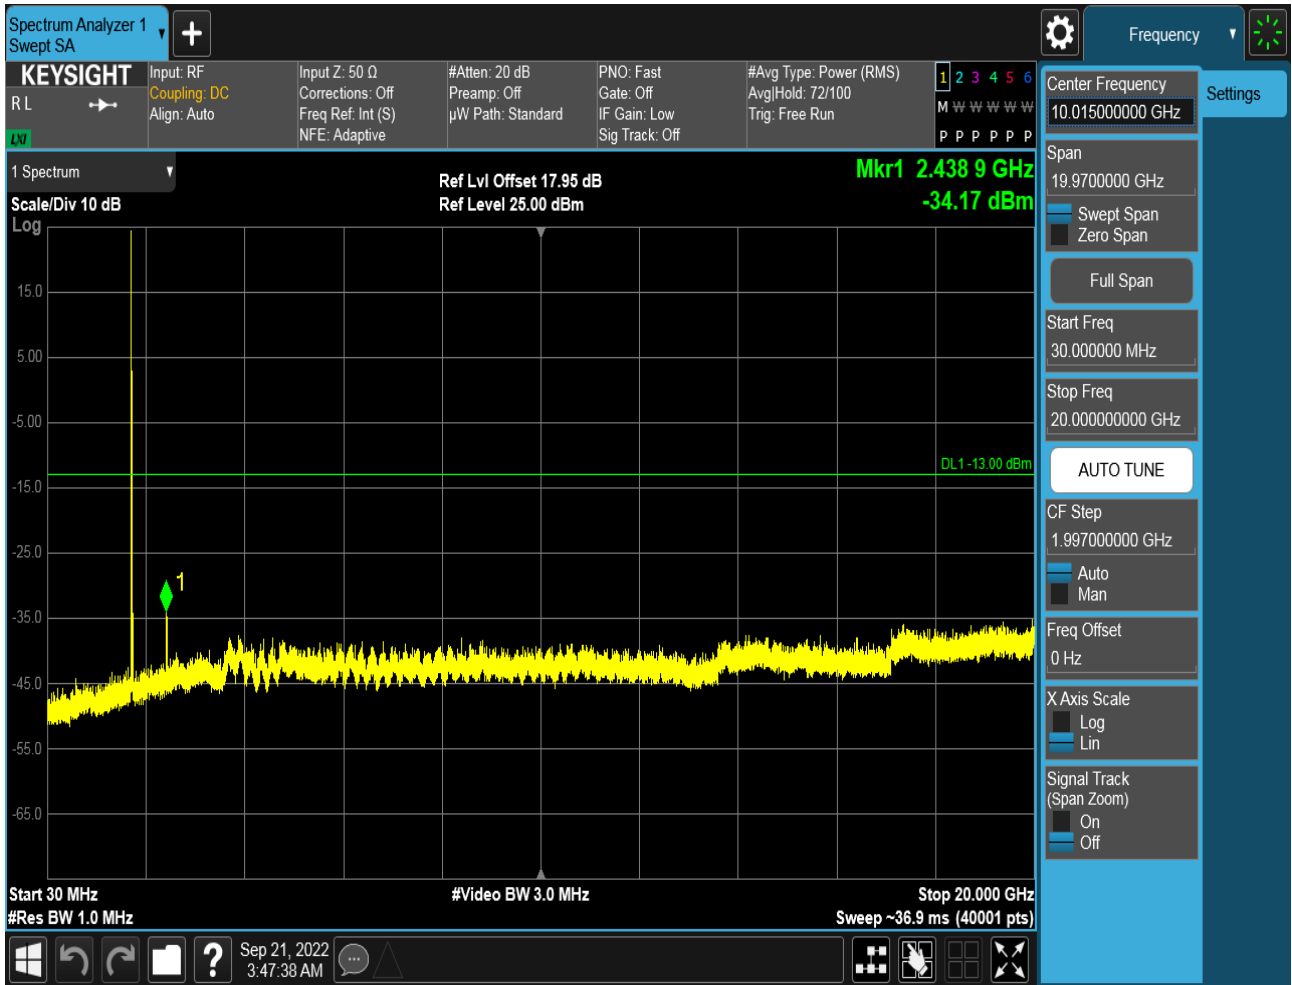 Spectrum Analyzer 1
Swept SA
Frequency
KEYSIGHT
R L
LXI
Input: RF
Coupling: DC
Align: Auto
Input Z: 50 Ω
Corrections: Off
Freq Ref: Int (S)
NFE: Adaptive
#Atten: 20 dB
Preamp: Off
µW Path: Standard
PNO: Fast
Gate: Off
IF Gain: Low
Sig Track: Off
#Avg Type: Power (RMS)
Avg|Hold: 72/100
Trig: Free Run
1 2 3 4 5 6
M W W W W W
P P P P P P
1 Spectrum
Scale/Div 10 dB
Log
Ref Lvl Offset 17.95 dB
Ref Level 25.00 dBm
Mkr1 2.438 9 GHz
-34.17 dBm
15.0
5.00
-5.00
-15.0
-25.0
-35.0
-45.0
-55.0
-65.0
DL1 -13.00 dBm
1
Start 30 MHz
#Res BW 1.0 MHz
#Video BW 3.0 MHz
Stop 20.000 GHz
Sweep ~36.9 ms (40001 pts)
Sep 21, 2022
3:47:38 AM
Center Frequency
10.015000000 GHz
Settings
Span
19.9700000 GHz
Swept Span
Zero Span
Full Span
Start Freq
30.000000 MHz
Stop Freq
20.000000000 GHz
AUTO TUNE
CF Step
1.997000000 GHz
Auto
Man
Freq Offset
0 Hz
X Axis Scale
Log
Lin
Signal Track
(Span Zoom)
On
Off